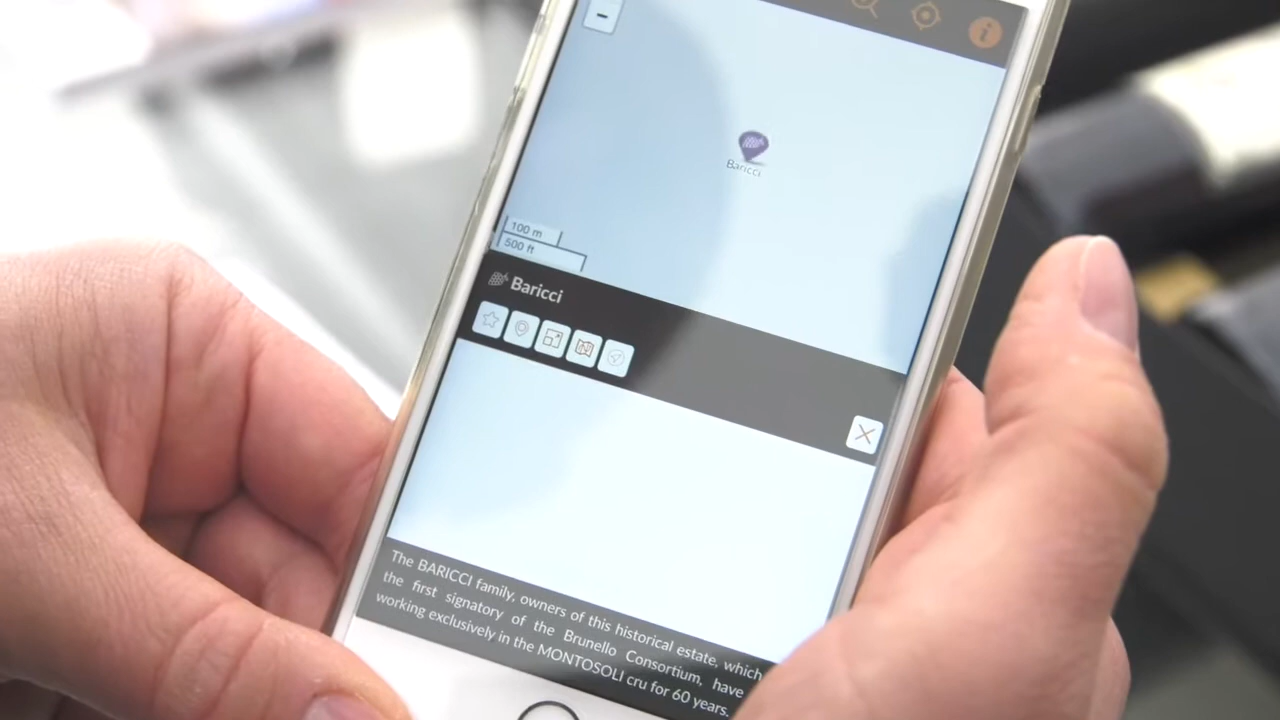 Baricci
100 m
500 ft
Baricci
The BARICCI family, owners of this historical estate, which
the first signatory of the Brunello Consortium, have
working exclusively in the MONTOSOLI cru for 60 years.